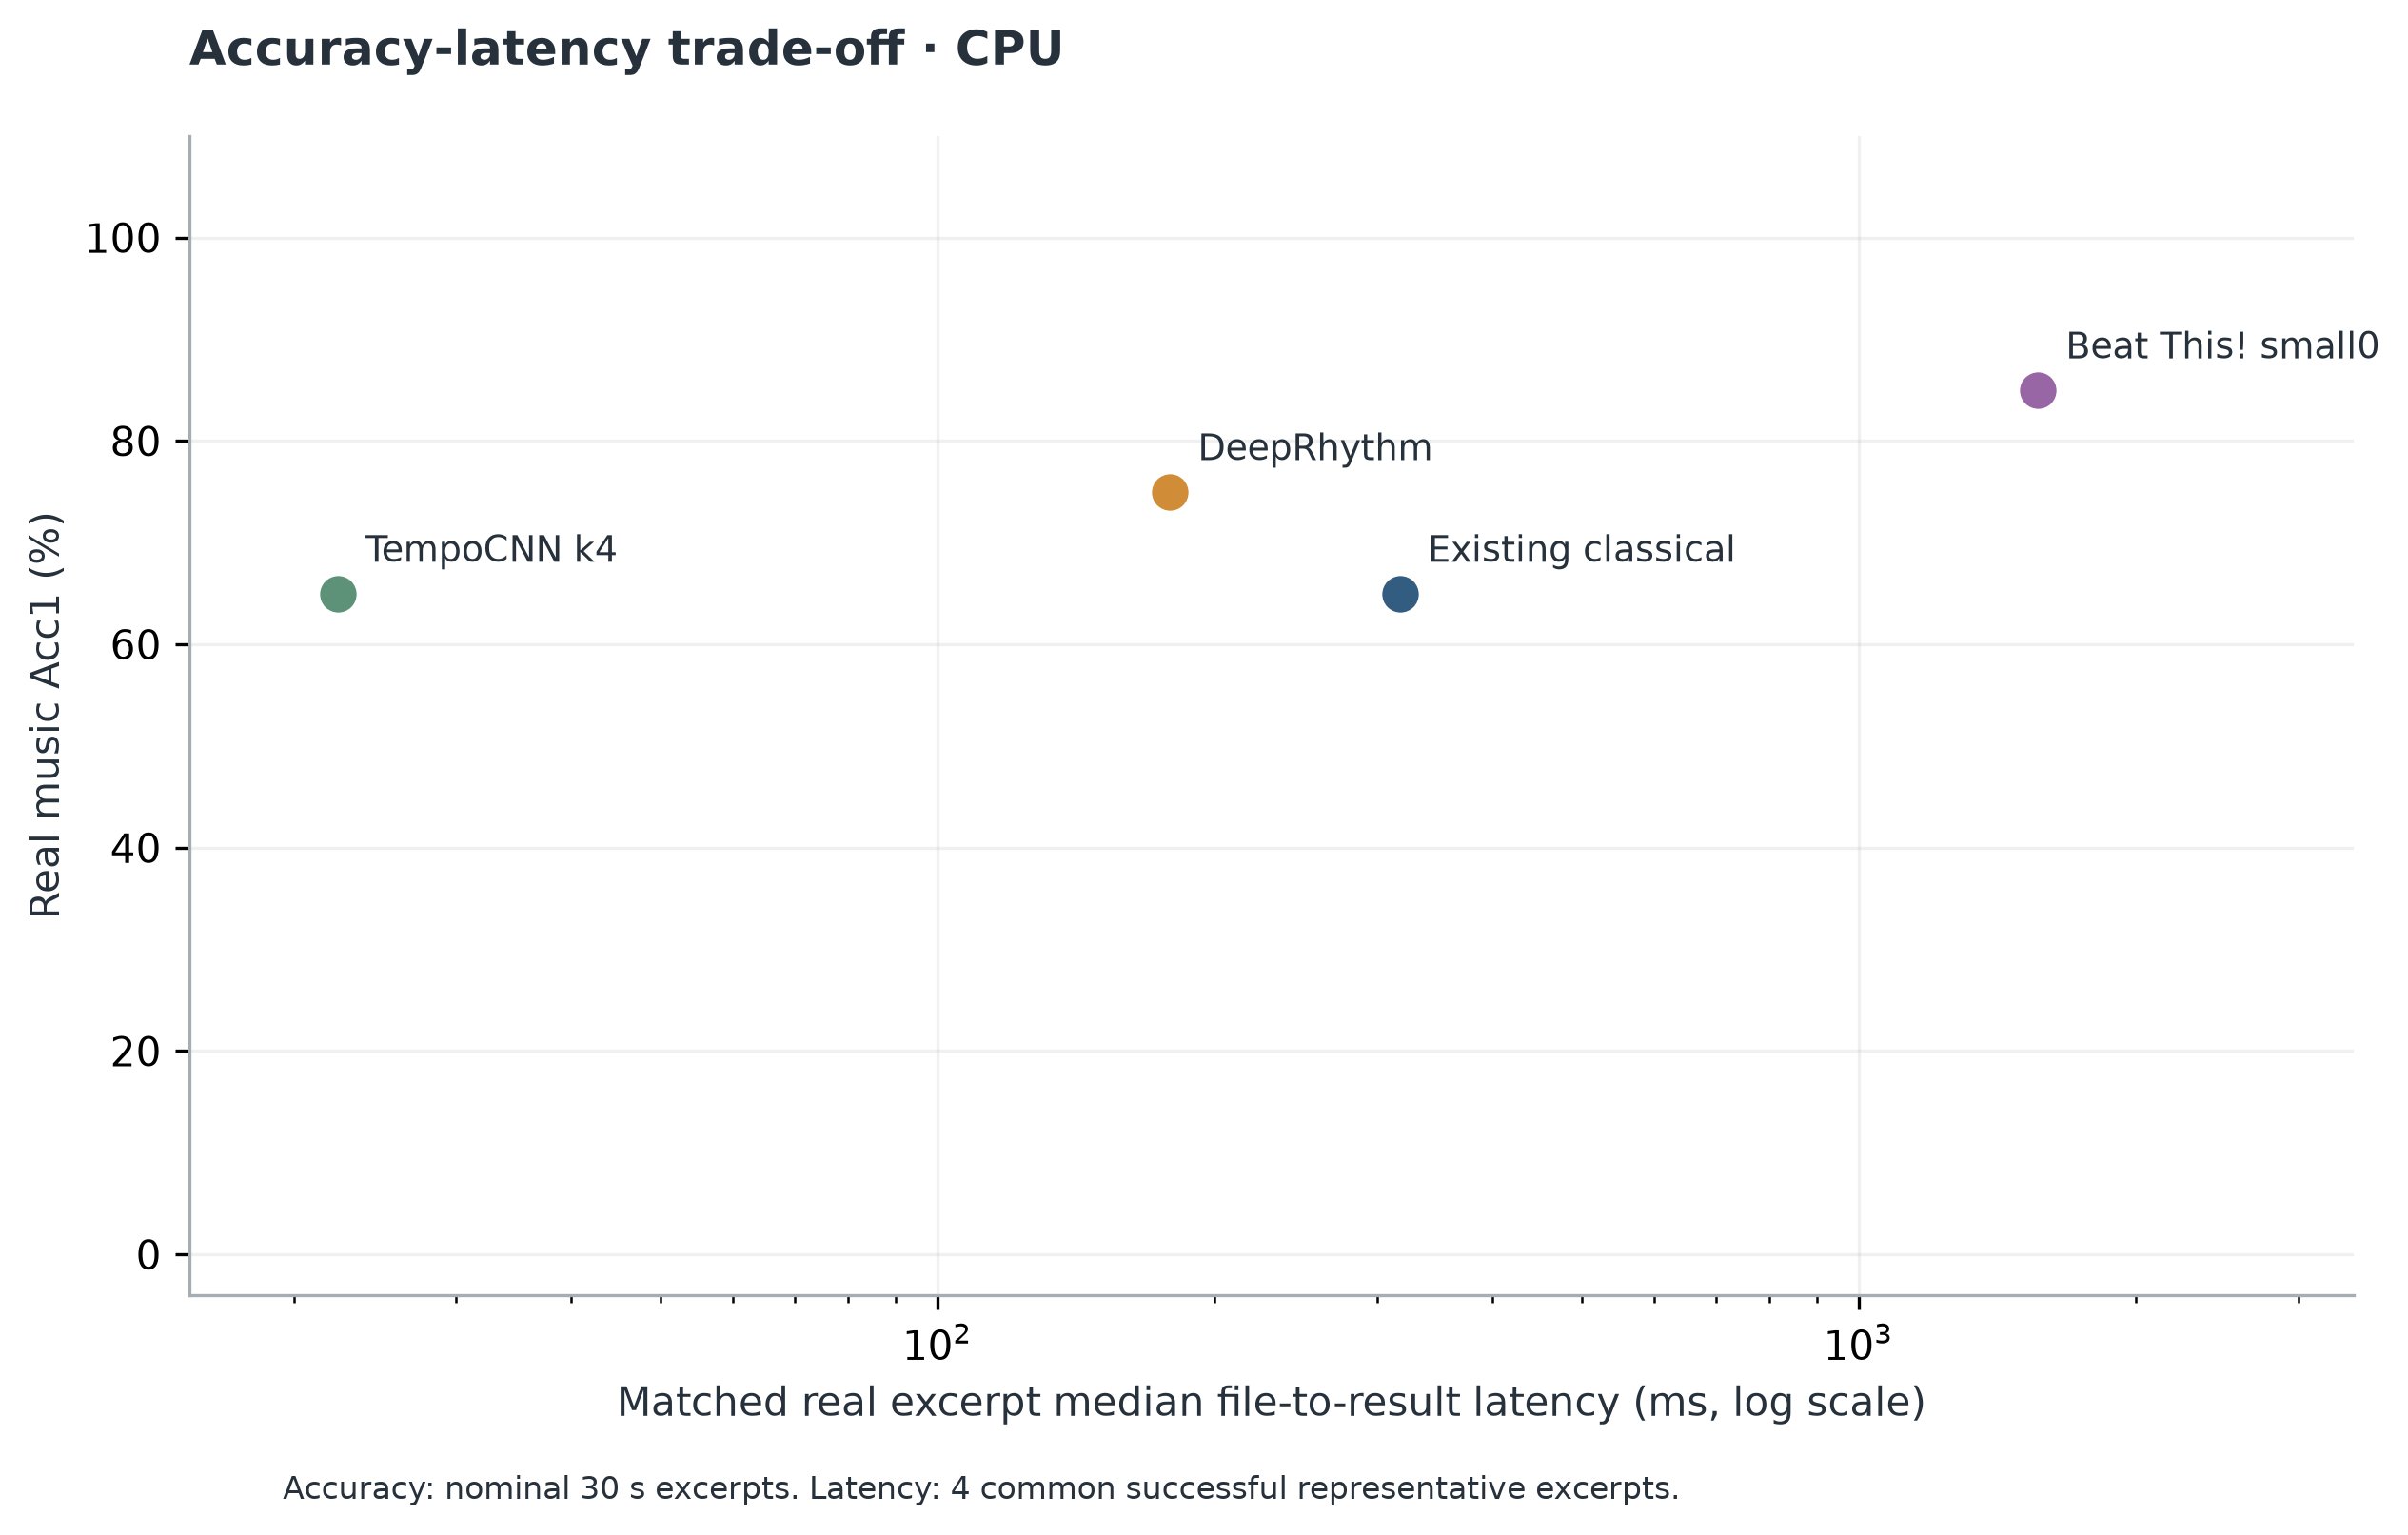 Accuracy-latency trade-off · CPU
100
80
60
40
20
0
Real music Acc1 (%)
Beat This! small0
DeepRhythm
TempoCNN k4
Existing classical
10²
10³
Matched real excerpt median file-to-result latency (ms, log scale)
Accuracy: nominal 30 s excerpts. Latency: 4 common successful representative excerpts.